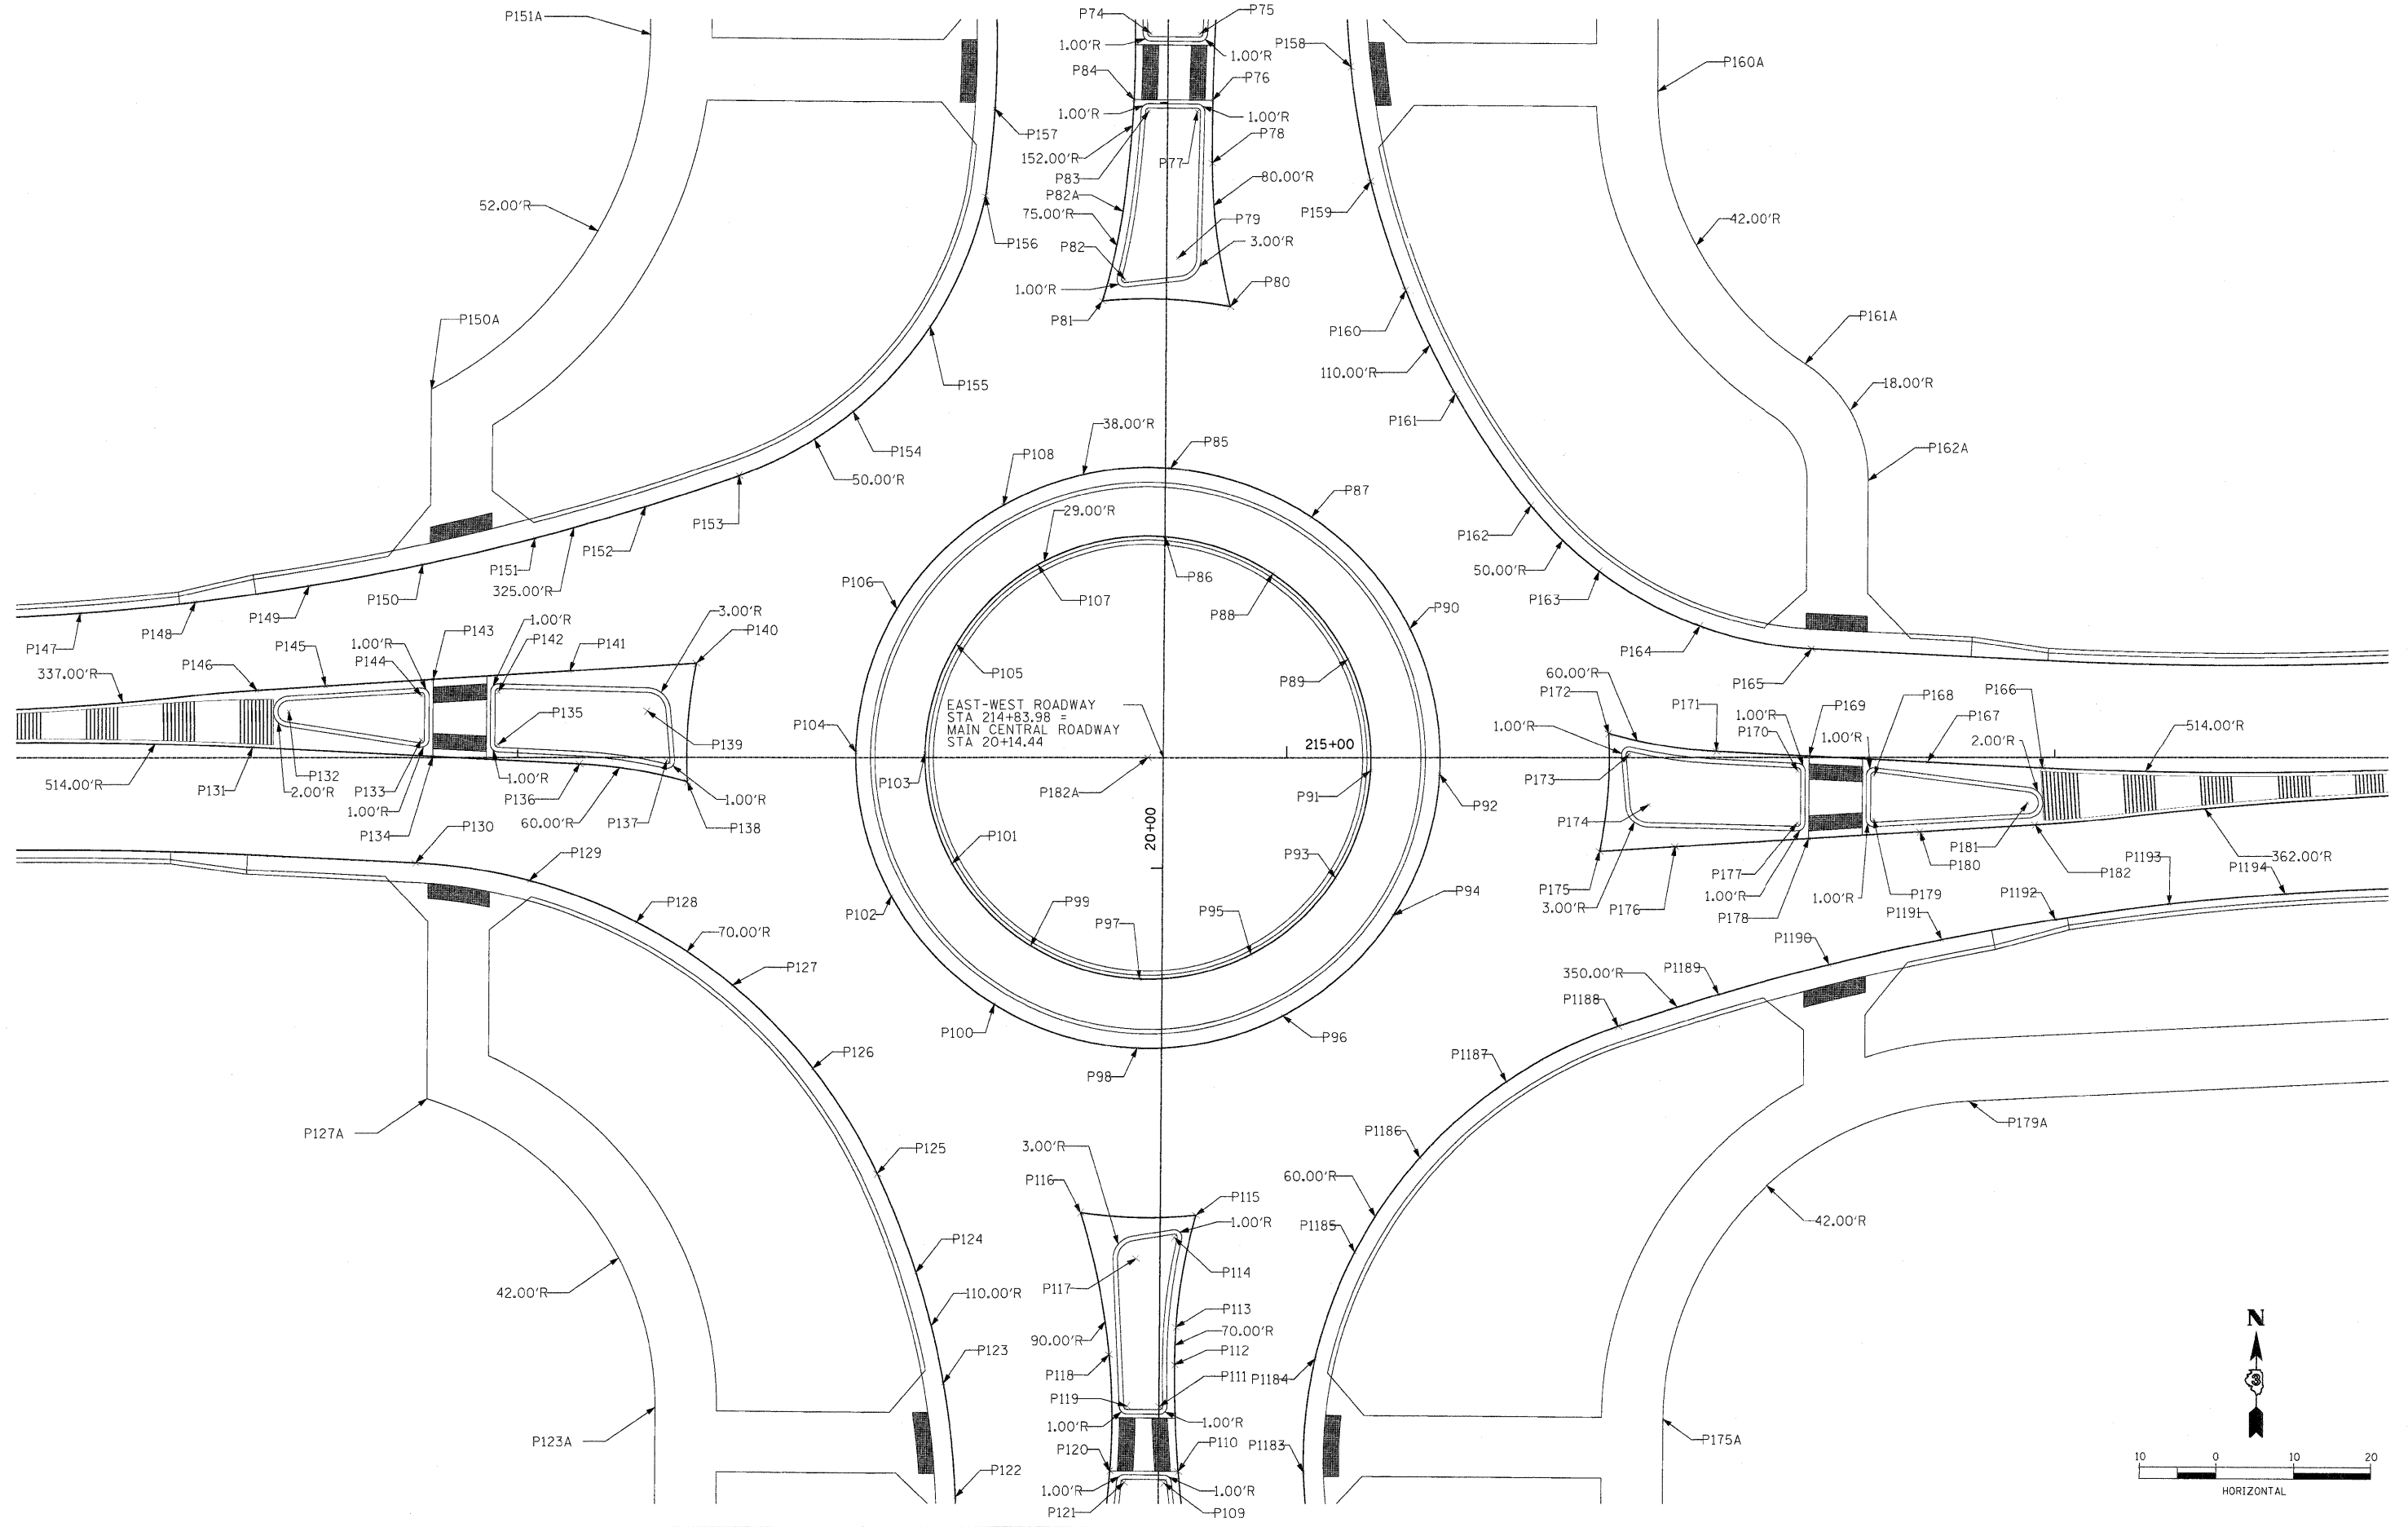 P151A
P74
P75
1.00'R
1.00'R
P158
P160A
P84
P76
1.00'R
1.00'R
P157
P78
152.00'R
P77
P83
80.00'R
P82A
52.00'R
75.00'R
P159
P79
42.00'R
P156
P82
3.00'R
1.00'R
P80
P150A
P81
P161A
P160
110.00'R
18.00'R
P155
P161
38.00'R
P85
P162A
P108
P154
50.00'R
P87
P153
29.00'R
P162
P152
P151
50.00'R
325.00'R
P86
P106
P150
P107
P88
P163
3.00'R
1.00'R
P149
P90
P148
P143
P142
P140
P147
P145
1.00'R
P141
P164
P146
P144
337.00'R
P105
P89
P165
60.00'R
P166
P168
P172
P171
P169
P167
EAST-WEST ROADWAY
STA 214+83.98 =
MAIN CENTRAL ROADWAY
STA 20+14.44
1.00'R
P170
514.00'R
P135
P104
1.00'R
1.00'R
2.00'R
P139
215+00
P132
1.00'R
P103
P173
514.00'R
P131
2.00'R
P133
P136
1.00'R
P182A
P91
P92
P174
1.00'R
60.00'R
P137
P138
P134
20+00
P130
P101
P93
P129
P175
P177
P180
P181
P1193
362.00'R
P94
P1194
P182
1.00'R
P179
3.00'R
P176
1.00'R
P1192
P128
P102
P99
P95
P178
P1191
70.00'R
P97
P1190
P127
P1189
350.00'R
P1188
P100
P96
P126
P1187
P98
P127A
P179A
3.00'R
P1186
P125
60.00'R
P116
P115
1.00'R
P1185
42.00'R
P124
P114
P117
42.00'R
110.00'R
P113
N
90.00'R
70.00'R
P123
P112
P118
P111
P1184
3
P119
1.00'R
1.00'R
P123A
P120
P110
P1183
P175A
10
0
10
20
P122
1.00'R
1.00'R
HORIZONTAL
P121
P109